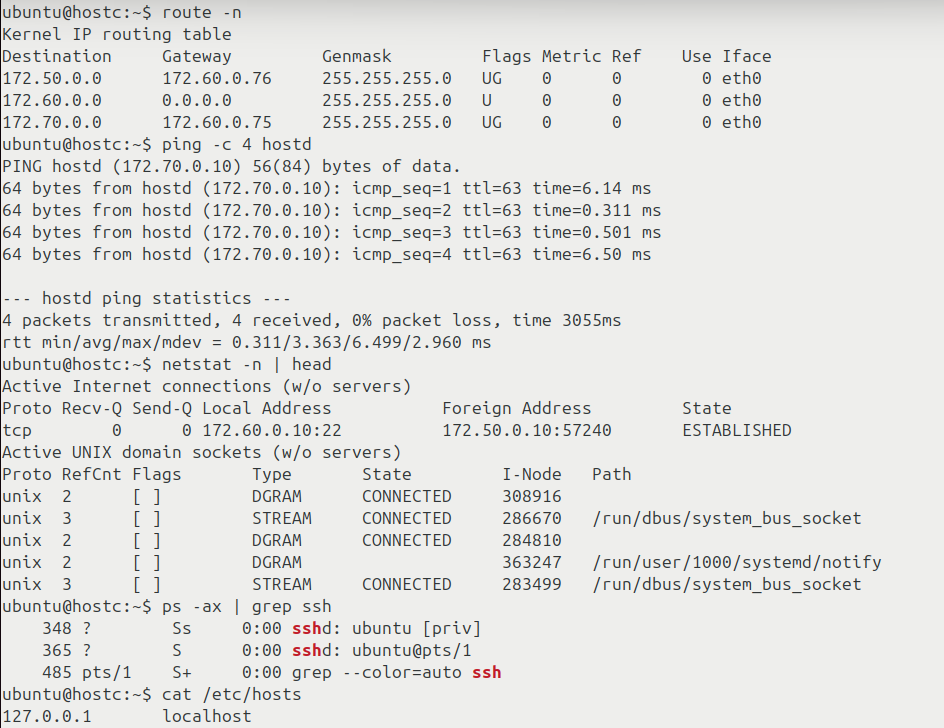 ubuntu@hostc:~$ route -n
Kernel IP routing table
Destination     Gateway         Genmask         Flags Metric Ref    Use Iface
172.50.0.0      172.60.0.76     255.255.255.0   UG    0      0        0 eth0
172.60.0.0      0.0.0.0         255.255.255.0   U     0      0        0 eth0
172.70.0.0      172.60.0.75     255.255.255.0   UG    0      0        0 eth0
ubuntu@hostc:~$ ping -c 4 hostd
PING hostd (172.70.0.10) 56(84) bytes of data.
64 bytes from hostd (172.70.0.10): icmp_seq=1 ttl=63 time=6.14 ms
64 bytes from hostd (172.70.0.10): icmp_seq=2 ttl=63 time=0.311 ms
64 bytes from hostd (172.70.0.10): icmp_seq=3 ttl=63 time=0.501 ms
64 bytes from hostd (172.70.0.10): icmp_seq=4 ttl=63 time=6.50 ms

--- hostd ping statistics ---
4 packets transmitted, 4 received, 0% packet loss, time 3055ms
rtt min/avg/max/mdev = 0.311/3.363/6.499/2.960 ms
ubuntu@hostc:~$ netstat -n | head
Active Internet connections (w/o servers)
Proto Recv-Q Send-Q Local Address           Foreign Address         State
tcp        0      0 172.60.0.10:22          172.50.0.10:57240       ESTABLISHED
Active UNIX domain sockets (w/o servers)
Proto RefCnt Flags       Type       State         I-Node   Path
unix  2      [ ]         DGRAM      CONNECTED     308916
unix  3      [ ]         STREAM     CONNECTED     286670   /run/dbus/system_bus_socket
unix  2      [ ]         DGRAM      CONNECTED     284810
unix  2      [ ]         DGRAM                    363247   /run/user/1000/systemd/notify
unix  3      [ ]         STREAM     CONNECTED     283499   /run/dbus/system_bus_socket
ubuntu@hostc:~$ ps -ax | grep ssh
    348 ?        Ss     0:00 sshd: ubuntu [priv]
    365 ?        S      0:00 sshd: ubuntu@pts/1
    485 pts/1    S+     0:00 grep --color=auto ssh
ubuntu@hostc:~$ cat /etc/hosts
127.0.0.1       localhost